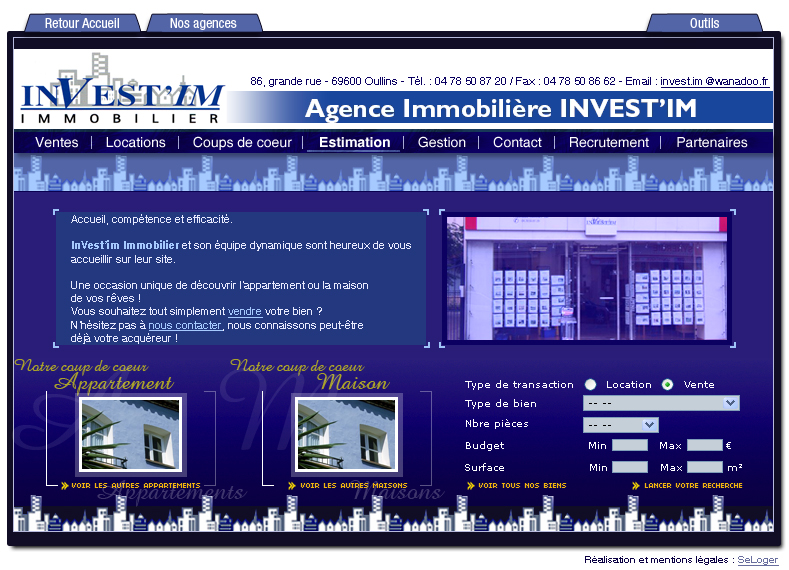 Retour Accueil
Nos agences
Outils
INVEST'IM
IMMOBILIER
86, grande rue - 69600 Oullins - Tél. : 04 78 50 87 20 / Fax : 04 78 50 86 62 - Email : invest.im @wanadoo.fr
Agence Immobilière INVEST'IM
Ventes | Locations | Coups de coeur | Estimation | Gestion | Contact | Recrutement | Partenaires
Accueil, compétence et efficacité.
InVest'im Immobilier et son équipe dynamique sont heureux de vous
accueillir sur leur site.
Une occasion unique de découvrir l'appartement ou la maison
de vos rêves !
Vous souhaitez tout simplement vendre votre bien ?
N'hésitez pas à nous contacter, nous connaissons peut-être
déjà votre acquéreur !
Notre coup de coeur
Appartement
A
VOIR LES AUTRES APPARTEMENTS
Appartements
Notre coup de coeur
Maison
M
VOIR LES AUTRES MAISONS
Maisons
Type de transaction Location Vente
Type de bien -- --
Nbre pièces -- --
Budget Min Max €
Surface Min Max m²
VOIR TOUS NOS BIENS
LANCER VOTRE RECHERCHE
Réalisation et mentions légales : SeLoger